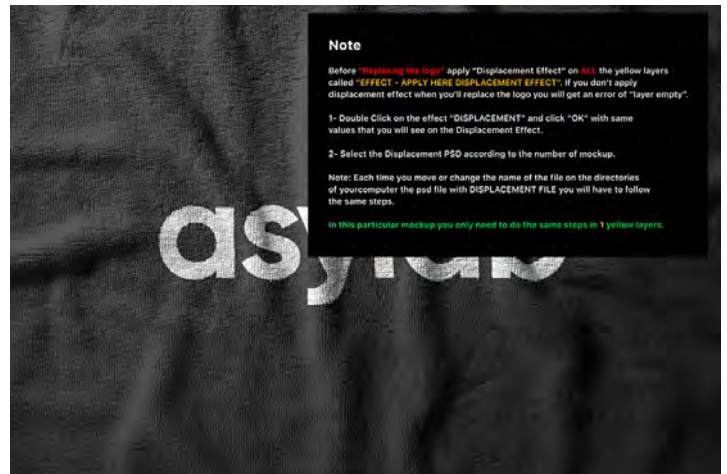 Note
Before "Replacing the logo" apply "Displacement Effect" on ALL the yellow layers
called "EFFECT - APPLY HERE DISPLACEMENT EFFECT". If you don't apply
displacement effect when you'll replace the logo you will get an error of "layer empty".
1- Double Click on the effect "DISPLACEMENT" and click "OK" with same
values that you will see on the Displacement Effect.
2- Select the Displacement PSD according to the number of mockup.
Note: Each time you move or change the name of the file on the directories
of yourcomputer the psd file with DISPLACEMENT FILE you will have to follow
the same steps.
In this particular mockup you only need to do the same steps in 1 yellow layers.
asylab